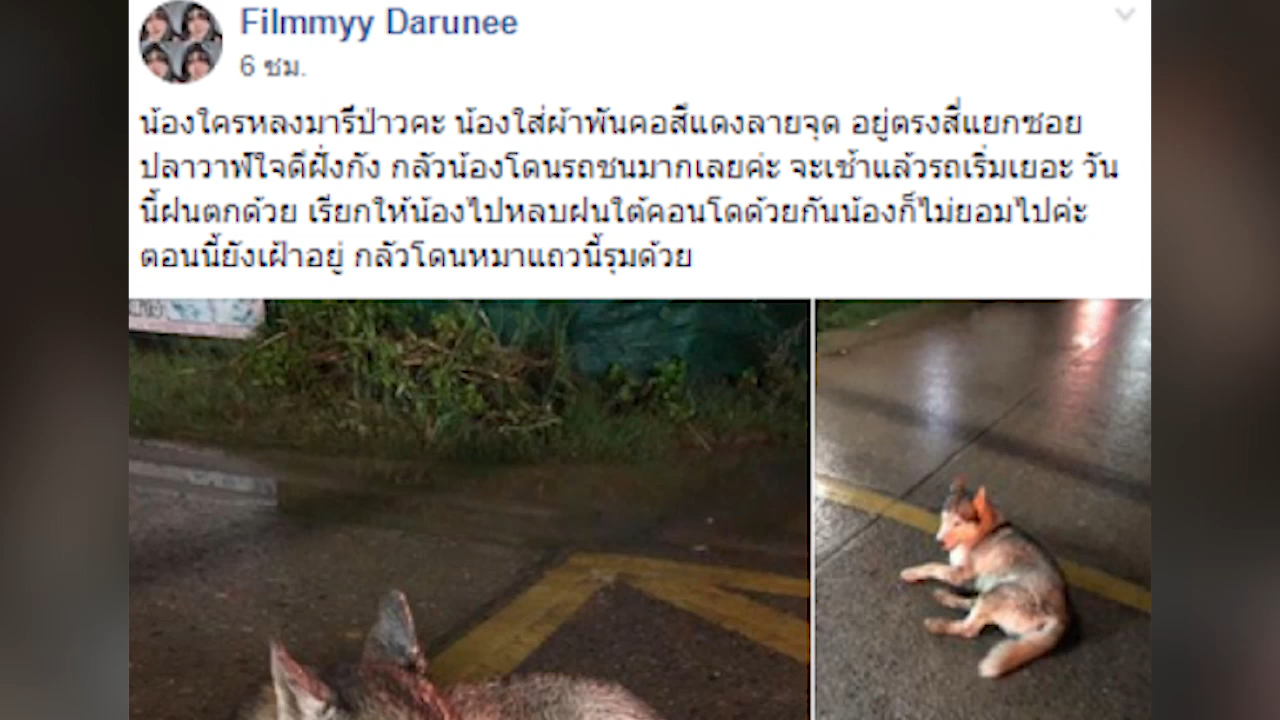 Filmmyy Darunee
6 ชม.
น้องใครหลงมารึป่าวคะ น้องใส่ผ้าพันคอสีแดงลายจุด อยู่ตรงสี่แยกซอย
ปลาวาฬใจดีฝั่งกัง กลัวน้องโดนรถชนมากเลยค่ะ จะเช้าแล้วรถเริ่มเยอะ วัน
นี้ฝนตกด้วย เรียกให้น้องไปหลบฝนใต้คอนโดด้วยกันน้องก็ไม่ยอมไปค่ะ
ตอนนี้ยังเฝ้าอยู่ กลัวโดนหมาแถวนี้รุมด้วย